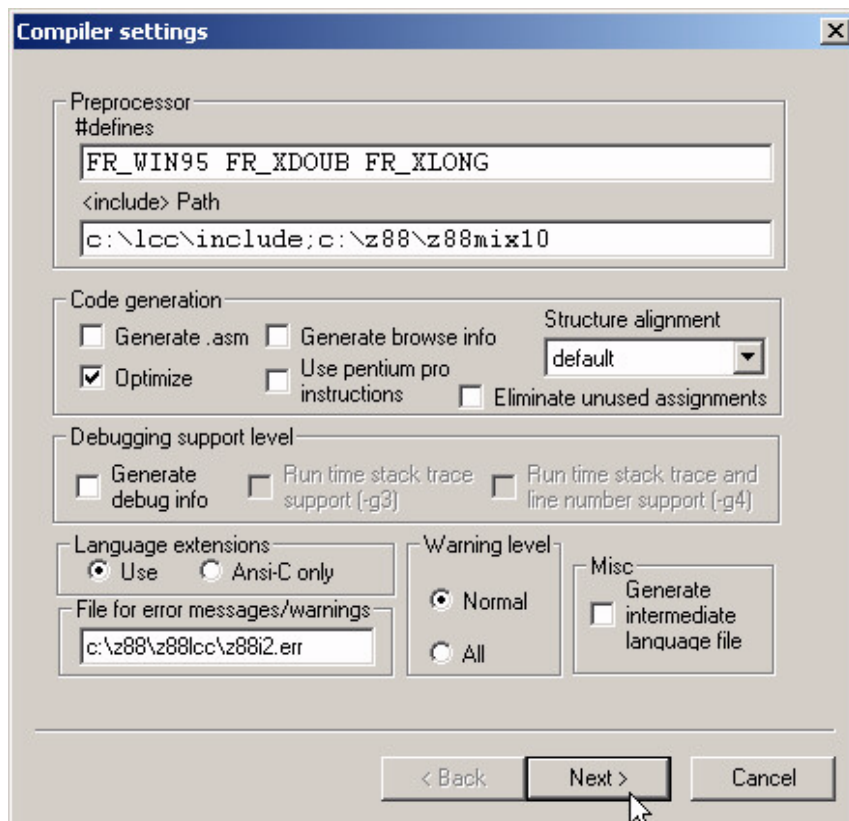 Compiler settings
Preprocessor
#defines
FR_WIN95 FR_XDOUB FR_XLONG
<include> Path
c:\lcc\include;c:\z88\z88mix10
Code generation
Generate .asm
Generate browse info
Structure alignment
default
Optimize
Use pentium pro
instructions
Eliminate unused assignments
Debugging support level
Generate
debug info
Run time stack trace
support (-g3)
Run time stack trace and
line number support (-g4)
Language extensions
Use
Ansi-C only
File for error messages/warnings
c:\z88\z88lcc\z88i2.err
Warning level
Normal
All
Misc
Generate
intermediate
language file
< Back
Next >
Cancel